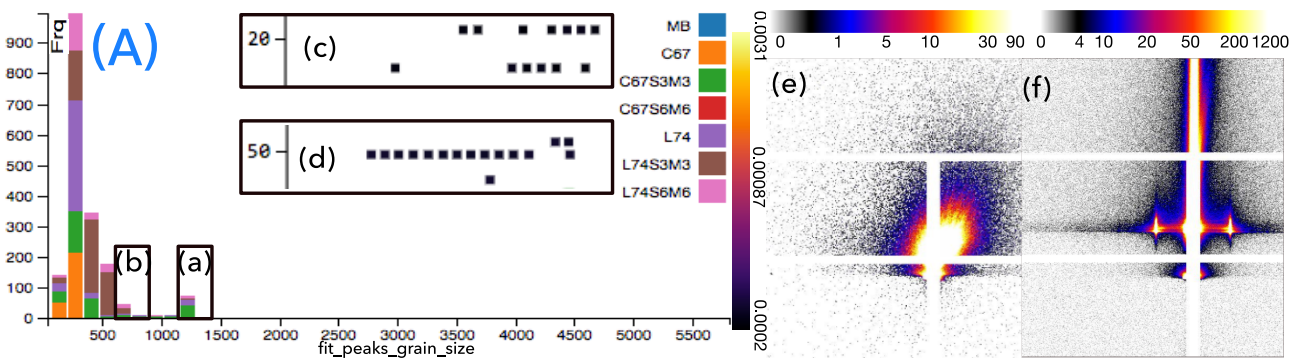 Frq
(A)
900
800
700
600
500
400
300
200
100
0
500
1000
1500
2000
2500
3000
3500
4000
4500
5000
5500
fit_peaks_grain_size
(b)
(a)
20
(c)
50
(d)
MB
C67
C67S3M3
C67S6M6
L74
L74S3M3
L74S6M6
0.0031
0.00087
0.0002
0 1 5 10 30 90
(e)
0 4 10 20 50 200 1200
(f)